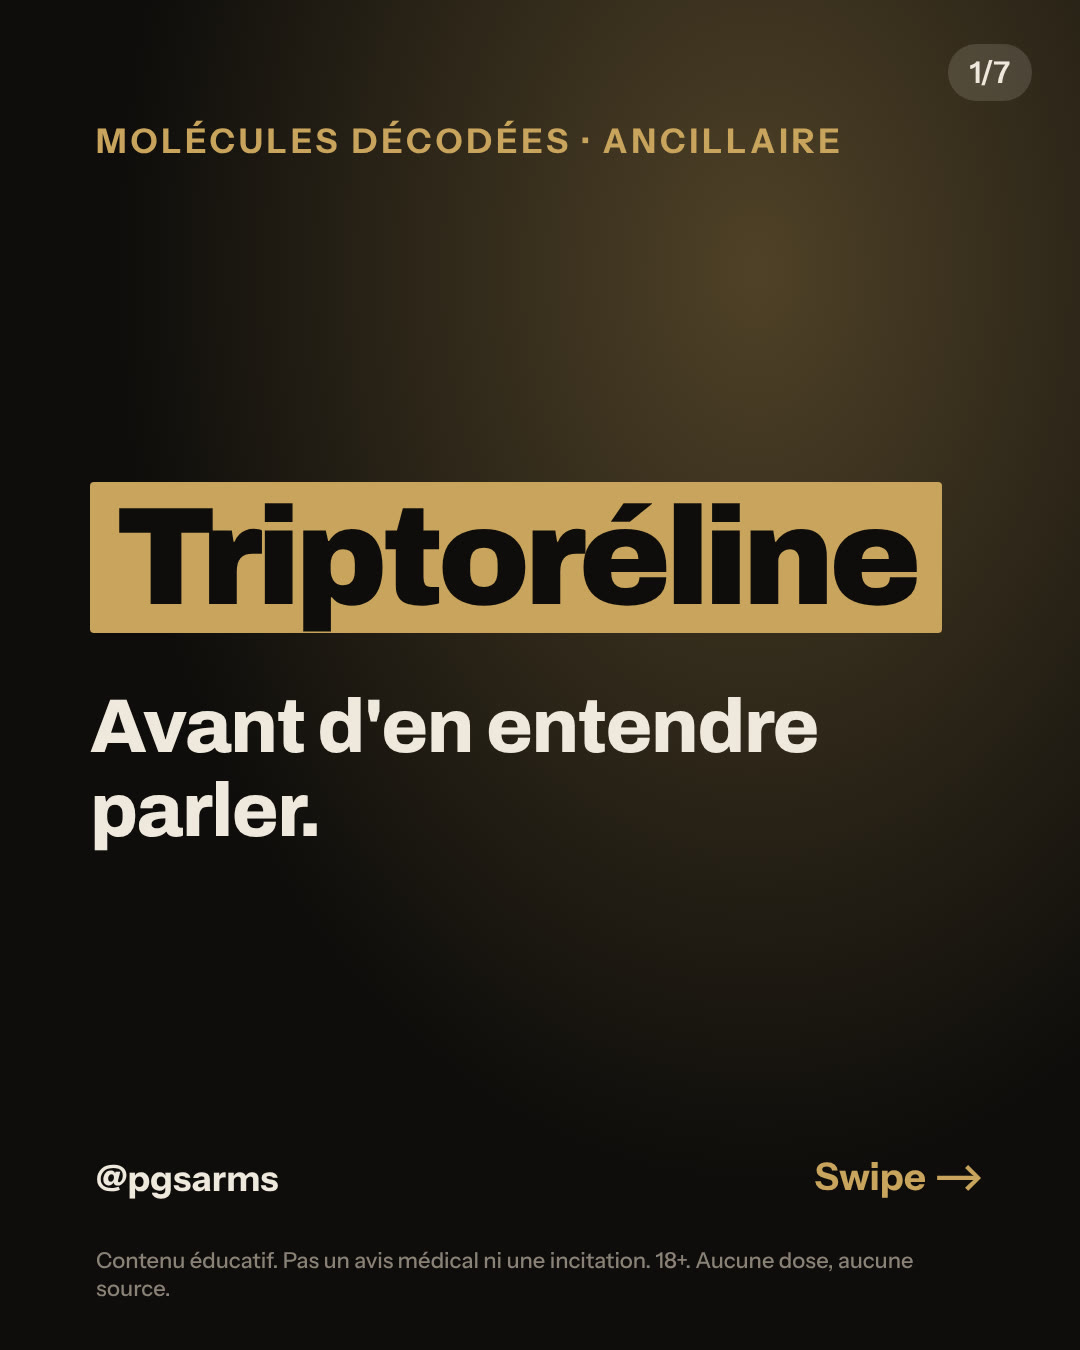 1/7
MOLÉCULES DÉCODÉES · ANCILLAIRE
Triptoréline
Avant d'en entendre
parler.
@pgsarms
Swipe →
Contenu éducatif. Pas un avis médical ni une incitation. 18+. Aucune dose, aucune
source.